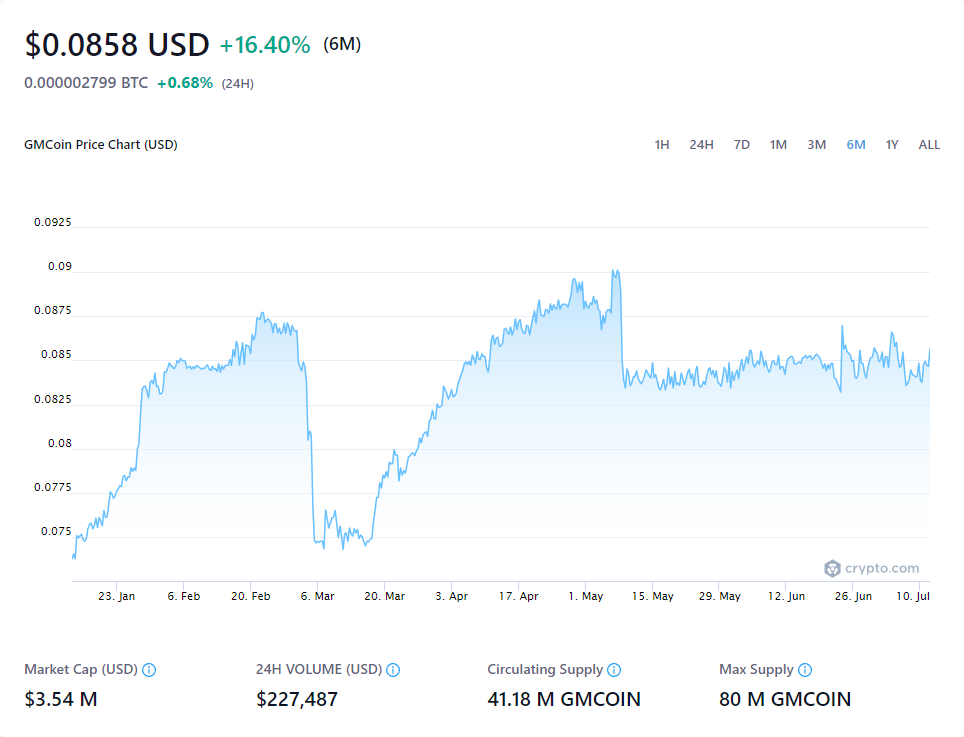 $0.0858 USD +16.40% (6M)
0.000002799 BTC +0.68% (24H)
GMCoin Price Chart (USD) 1H 24H 7D 1M 3M 6M 1Y ALL
0.0925
0.09
0.0875
0.085
0.0825
0.08
0.0775
0.075
crypto.com
23. Jan 6. Feb 20. Feb 6. Mar 20. Mar 3. Apr 17. Apr 1. May 15. May 29. May 12. Jun 26. Jun 10. Jul
Market Cap (USD) 24H VOLUME (USD) Circulating Supply Max Supply
$3.54 M $227,487 41.18 M GMCOIN 80 M GMCOIN